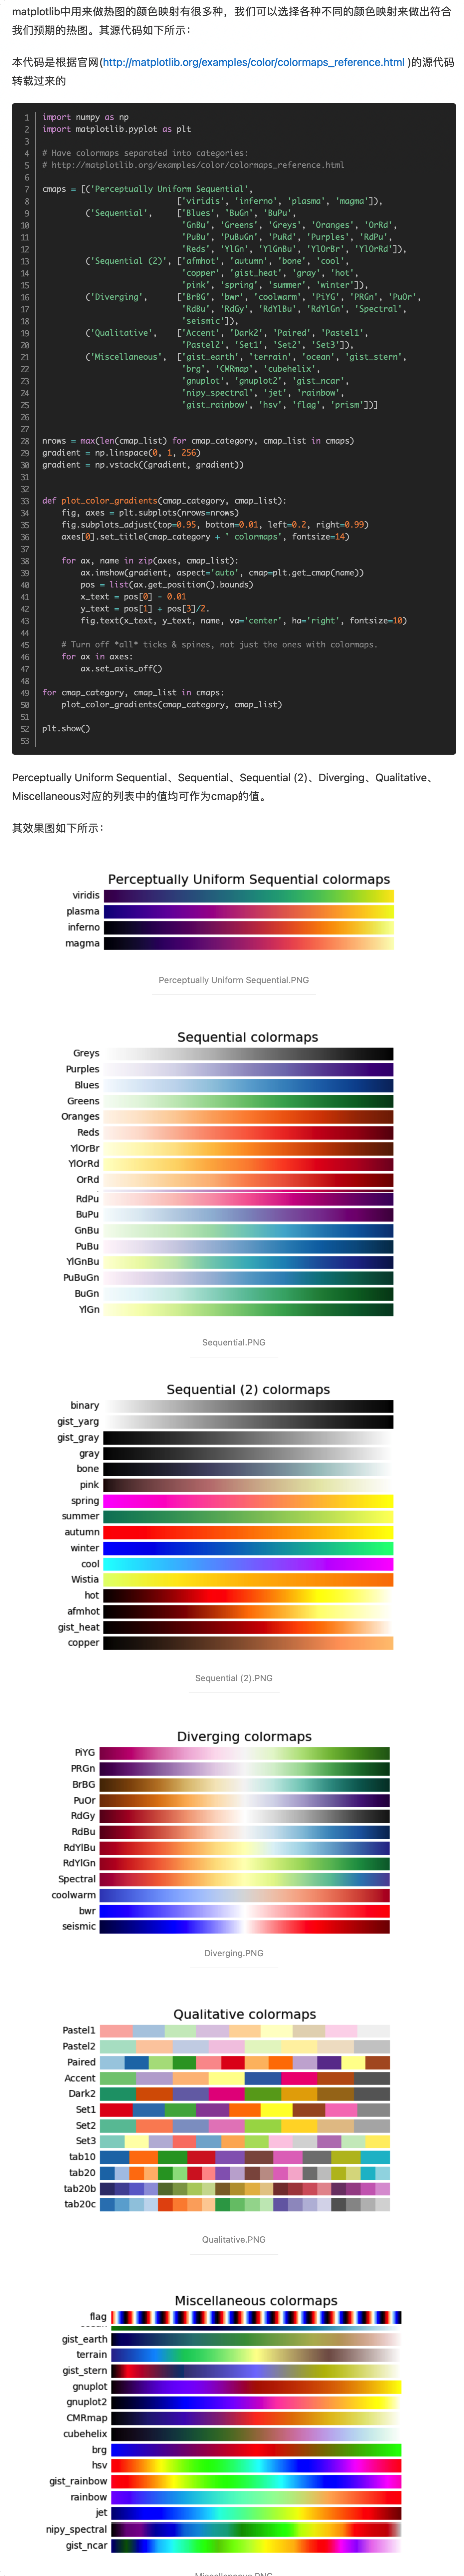 matplotlib中用来做热图的颜色映射有很多种，我们可以选择各种不同的颜色映射来做出符合
我们预期的热图。其源代码如下所示：
本代码是根据官网(http://matplotlib.org/examples/color/colormaps_reference.html )的源代码
转载过来的
1 import numpy as np
2 import matplotlib.pyplot as plt
3
4 # Have colormaps separated into categories:
5 # http://matplotlib.org/examples/color/colormaps_reference.html
6
7 cmaps = [('Perceptually Uniform Sequential',
8 ['viridis', 'inferno', 'plasma', 'magma']),
9 ('Sequential', ['Blues', 'BuGn', 'BuPu',
10 'GnBu', 'Greens', 'Greys', 'Oranges', 'OrRd',
11 'PuBu', 'PuBuGn', 'PuRd', 'Purples', 'RdPu',
12 'Reds', 'YlGn', 'YlGnBu', 'YlOrBr', 'YlOrRd']),
13 ('Sequential (2)', ['afmhot', 'autumn', 'bone', 'cool',
14 'copper', 'gist_heat', 'gray', 'hot',
15 'pink', 'spring', 'summer', 'winter']),
16 ('Diverging', ['BrBG', 'bwr', 'coolwarm', 'PiYG', 'PRGn', 'PuOr',
17 'RdBu', 'RdGy', 'RdYlBu', 'RdYlGn', 'Spectral',
18 'seismic']),
19 ('Qualitative', ['Accent', 'Dark2', 'Paired', 'Pastel1',
20 'Pastel2', 'Set1', 'Set2', 'Set3']),
21 ('Miscellaneous', ['gist_earth', 'terrain', 'ocean', 'gist_stern',
22 'brg', 'CMRmap', 'cubehelix',
23 'gnuplot', 'gnuplot2', 'gist_ncar',
24 'nipy_spectral', 'jet', 'rainbow',
25 'gist_rainbow', 'hsv', 'flag', 'prism'])]
26
27
28 nrows = max(len(cmap_list) for cmap_category, cmap_list in cmaps)
29 gradient = np.linspace(0, 1, 256)
30 gradient = np.vstack((gradient, gradient))
31
32
33 def plot_color_gradients(cmap_category, cmap_list):
34 fig, axes = plt.subplots(nrows=nrows)
35 fig.subplots_adjust(top=0.95, bottom=0.01, left=0.2, right=0.99)
36 axes[0].set_title(cmap_category + ' colormaps', fontsize=14)
37
38 for ax, name in zip(axes, cmap_list):
39 ax.imshow(gradient, aspect='auto', cmap=plt.get_cmap(name))
40 pos = list(ax.get_position().bounds)
41 x_text = pos[0] - 0.01
42 y_text = pos[1] + pos[3]/2.
43 fig.text(x_text, y_text, name, va='center', ha='right', fontsize=10)
44
45 # Turn off *all* ticks & spines, not just the ones with colormaps.
46 for ax in axes:
47 ax.set_axis_off()
48
49 for cmap_category, cmap_list in cmaps:
50 plot_color_gradients(cmap_category, cmap_list)
51
52 plt.show()
53
Perceptually Uniform Sequential、Sequential、Sequential (2)、Diverging、Qualitative、
Miscellaneous对应的列表中的值均可作为cmap的值。
其效果图如下所示：
Perceptually Uniform Sequential colormaps
viridis
plasma
inferno
magma
Perceptually Uniform Sequential.PNG
Sequential colormaps
Greys
Purples
Blues
Greens
Oranges
Reds
YlOrBr
YlOrRd
OrRd
RdPu
BuPu
GnBu
PuBu
YlGnBu
PuBuGn
BuGn
YlGn
Sequential.PNG
Sequential (2) colormaps
binary
gist_yarg
gist_gray
gray
bone
pink
spring
summer
autumn
winter
cool
Wistia
hot
afmhot
gist_heat
copper
Sequential (2).PNG
Diverging colormaps
PiYG
PRGn
BrBG
PuOr
RdGy
RdBu
RdYlBu
RdYlGn
Spectral
coolwarm
bwr
seismic
Diverging.PNG
Qualitative colormaps
Pastel1
Pastel2
Paired
Accent
Dark2
Set1
Set2
Set3
tab10
tab20
tab20b
tab20c
Qualitative.PNG
Miscellaneous colormaps
flag
gist_earth
terrain
gist_stern
gnuplot
gnuplot2
CMRmap
cubehelix
brg
hsv
gist_rainbow
rainbow
jet
nipy_spectral
gist_ncar